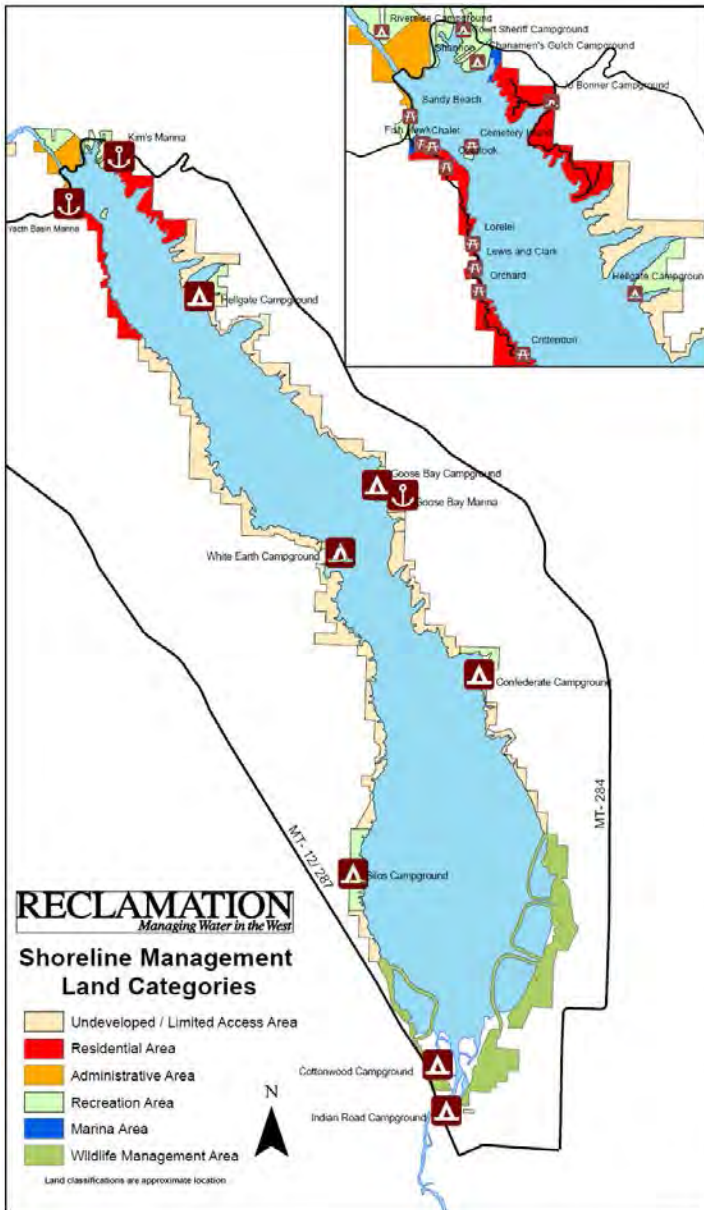 Riverside Campground
Court Sheriff Campground
Shannon
Chanamen's Gulch Campground
Jo Bonner Campground
Sandy Beach
Fish Hawk
Chalet
Cemetery Island
Overlook
Lorelei
Lewis and Clark
Orchard
Hellgate Campground
Crittendon
Kim's Marina
Yacht Basin Marina
Hellgate Campground
Goose Bay Campground
Goose Bay Marina
White Earth Campground
Confederate Campground
MT- 284
MT- 12/ 287
Silos Campground
RECLAMATION
Managing Water in the West
Shoreline Management
Land Categories
Undeveloped / Limited Access Area
Residential Area
Administrative Area
Recreation Area
Marina Area
Wildlife Management Area
Land classifications are approximate location
N
Cottonwood Campground
Indian Road Campground